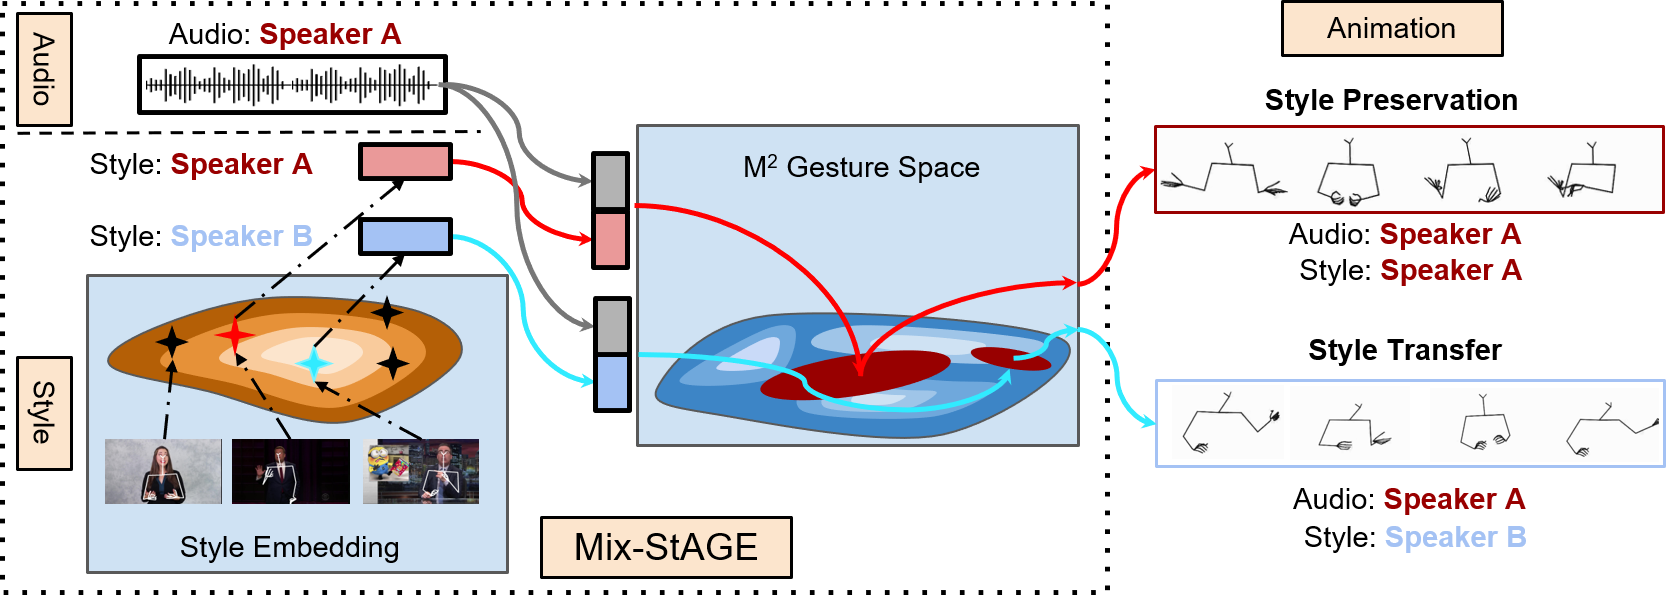 Audio
Audio: Speaker A
Style: Speaker A
Style: Speaker B
Style
Style Embedding
Mix-StAGE
M² Gesture Space
Animation
Style Preservation
Audio: Speaker A
Style: Speaker A
Style Transfer
Audio: Speaker A
Style: Speaker B